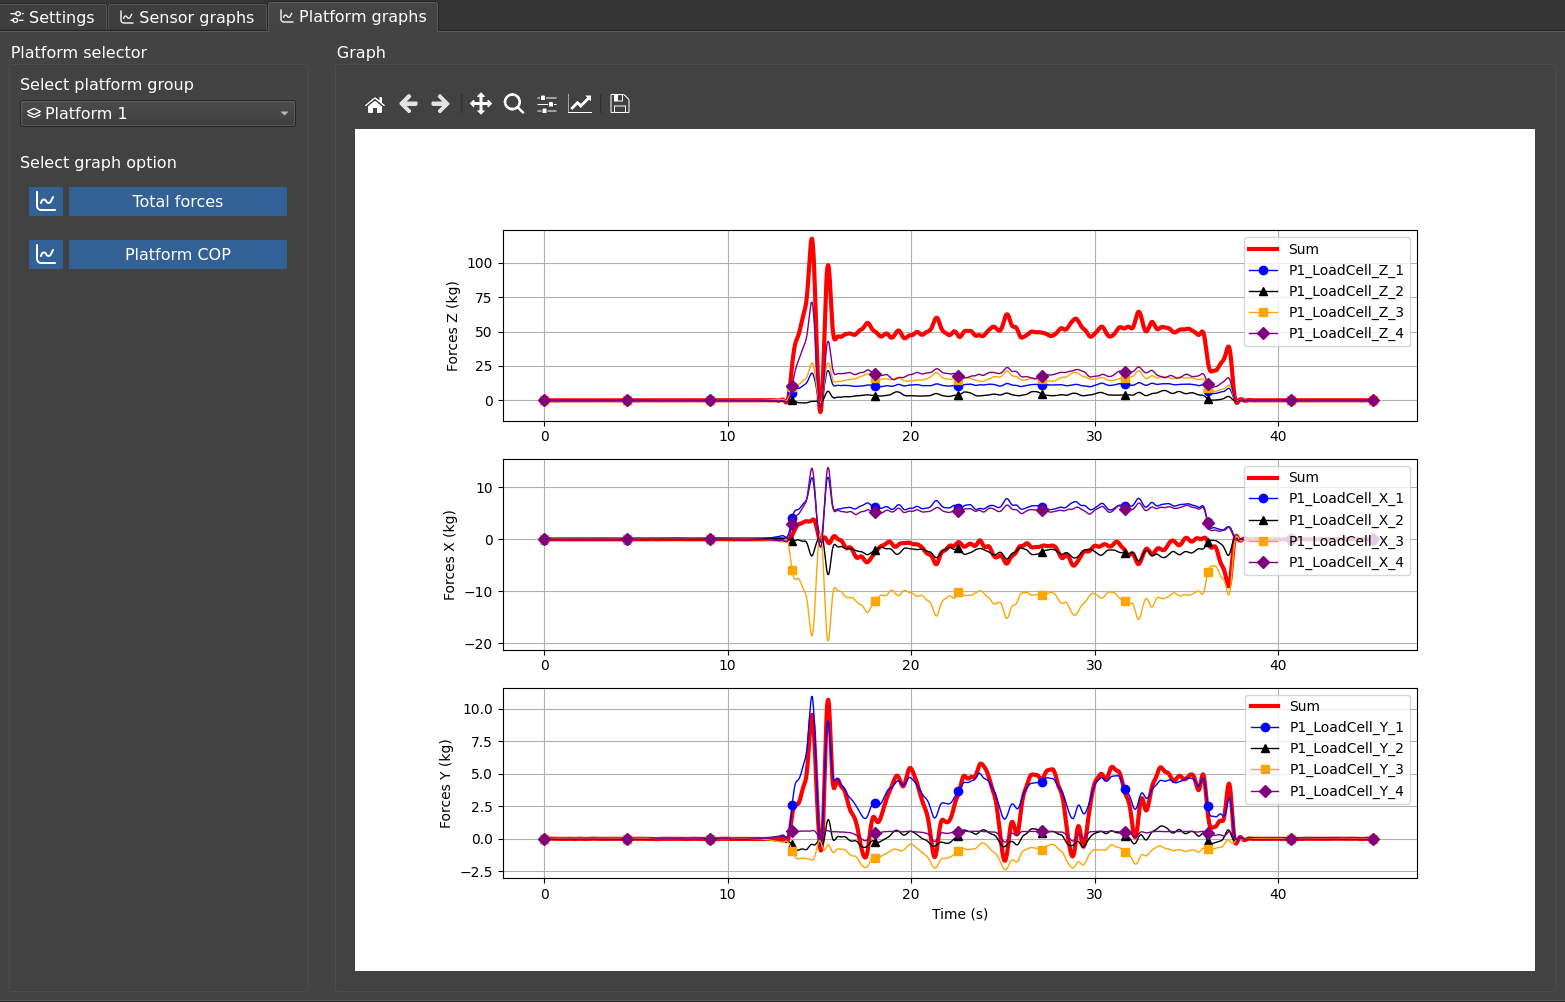 Settings
Sensor graphs
Platform graphs
Platform selector
Select platform group
Platform 1
Select graph option
Total forces
Platform COP
Graph
Forces Z (kg)
100
75
50
25
0
0 10 20 30 40
Sum
P1_LoadCell_Z_1
P1_LoadCell_Z_2
P1_LoadCell_Z_3
P1_LoadCell_Z_4
Forces X (kg)
10
0
−10
−20
0 10 20 30 40
Sum
P1_LoadCell_X_1
P1_LoadCell_X_2
P1_LoadCell_X_3
P1_LoadCell_X_4
Forces Y (kg)
10.0
7.5
5.0
2.5
0.0
−2.5
0 10 20 30 40
Sum
P1_LoadCell_Y_1
P1_LoadCell_Y_2
P1_LoadCell_Y_3
P1_LoadCell_Y_4
Time (s)